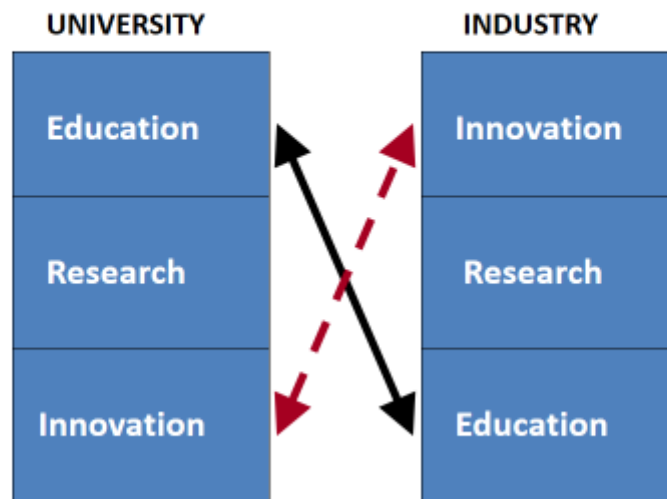 UNIVERSITY
INDUSTRY
Education
Innovation
Research
Research
Innovation
Education